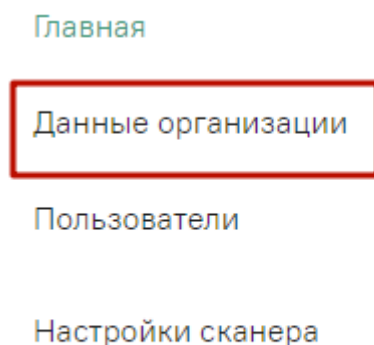 Главная
Данные организации
Пользователи
Настройки сканера